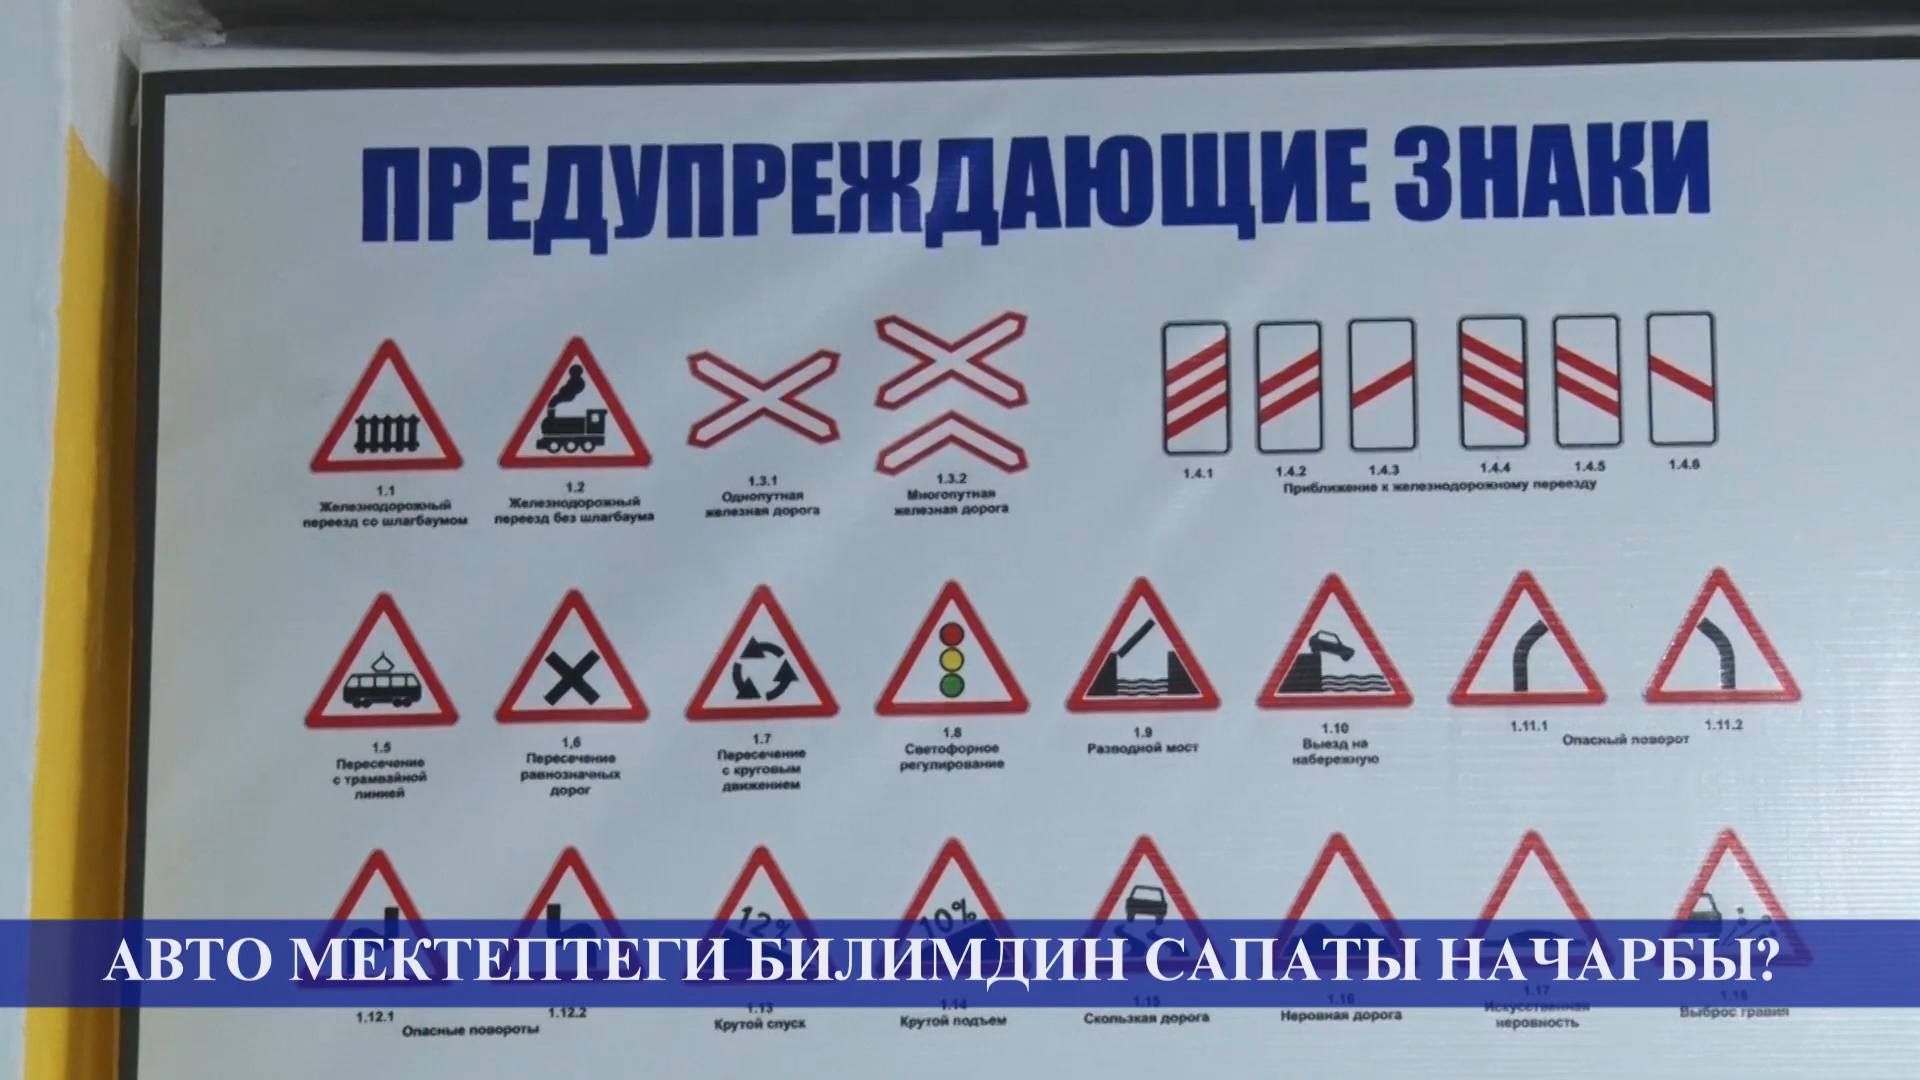 ПРЕДУПРЕЖДАЮЩИЕ ЗНАКИ
1.1
Железнодорожный
переезд со шлагбаумом
1.2
Железнодорожный
переезд без шлагбаума
1.3.1
Однопутная
железная дорога
1.3.2
Многопутная
железная дорога
1.4.1 1.4.2 1.4.3 1.4.4 1.4.5 1.4.6
Приближение к железнодорожному переезду
1.5
Пересечение
с трамвайной
линией
1,6
Пересечение
равнозначных
дорог
1.7
Пересечение
с круговым
движением
1.8
Светофорное
регулирование
1.9
Разводной мост
1.10
Выезд на
набережную
1.11.1 1.11.2
Опасный поворот
12%
10%
АВТО МЕКТЕПТЕГИ БИЛИМДИН САПАТЫ НАЧАРБЫ?
1.12.1 1.12.2
Опасные повороты
1.13
Крутой спуск
1.14
Крутой подъем
1.15
Скользкая дорога
1.16
Неровная дорога
1.17
Искусственная
неровность
1.18
Выброс гравия